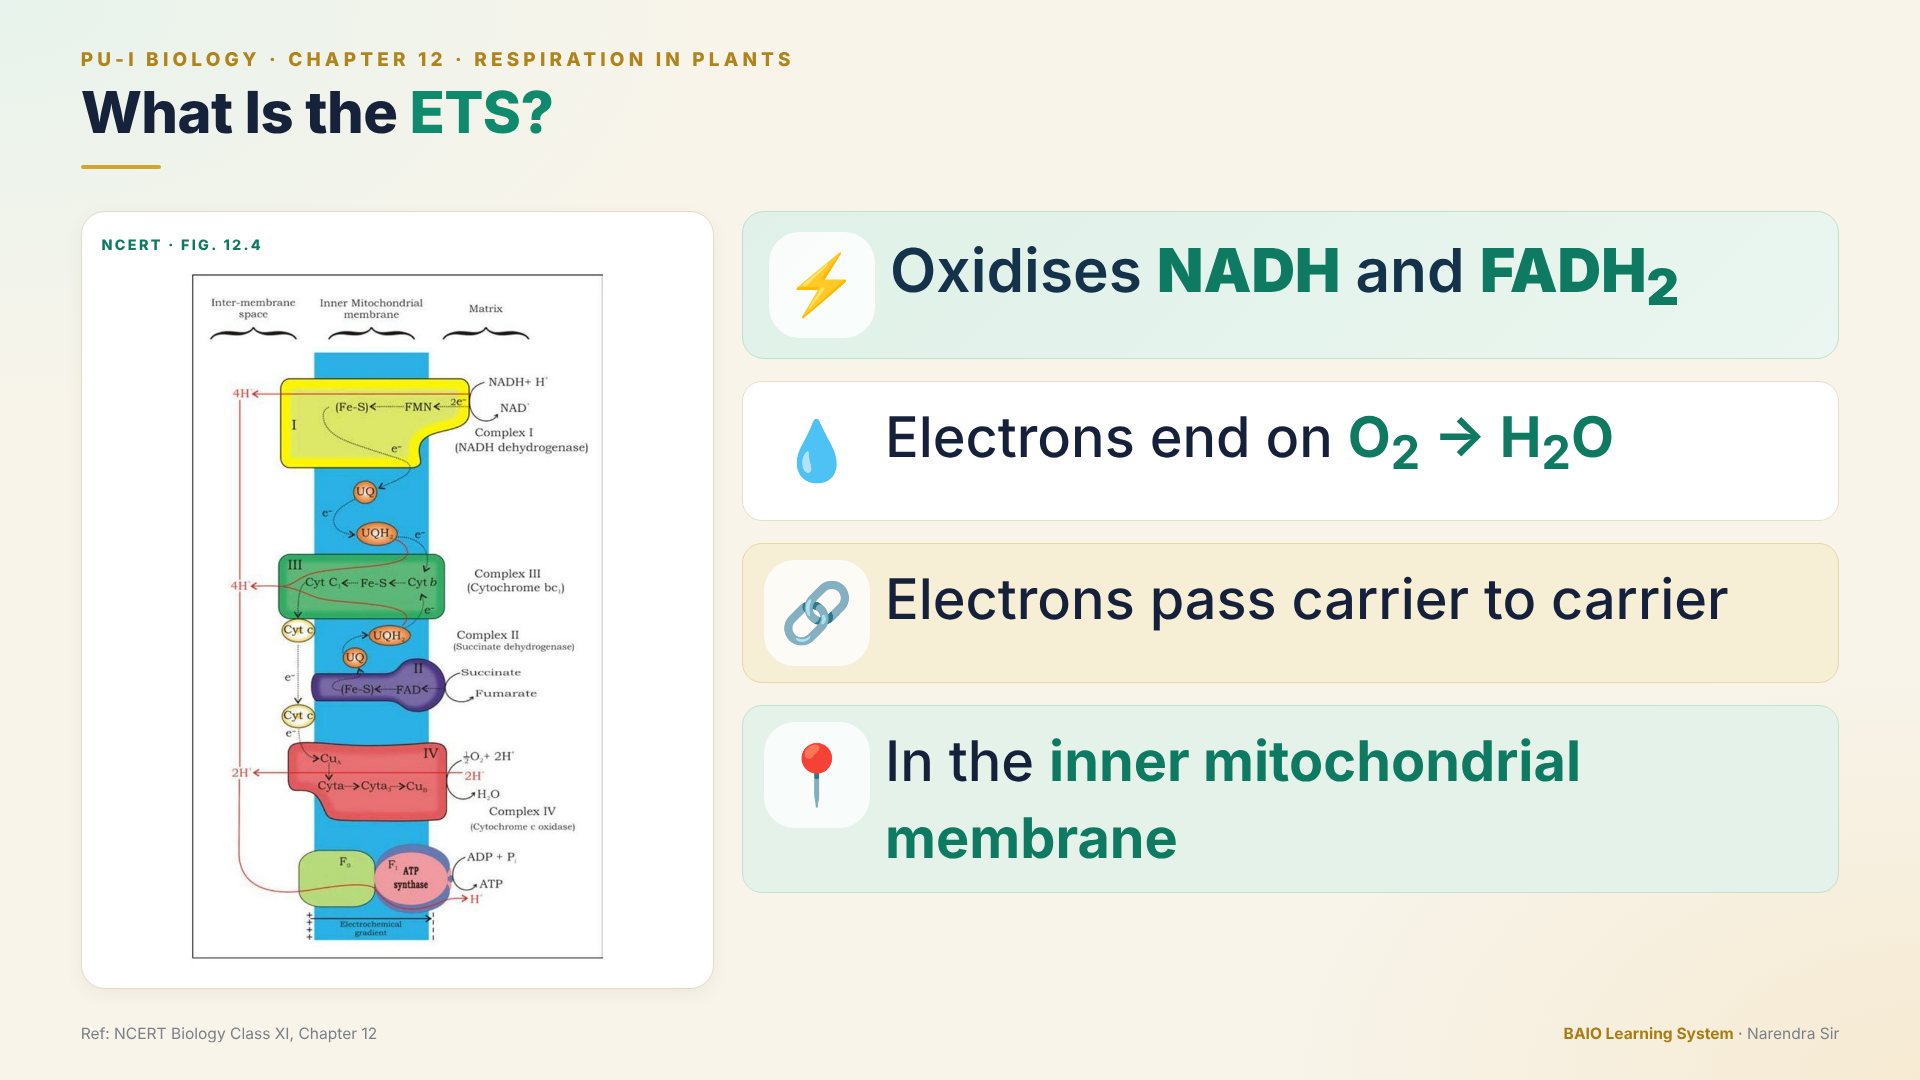 PU-I BIOLOGY · CHAPTER 12 · RESPIRATION IN PLANTS
What Is the ETS?
NCERT · FIG. 12.4
Inter-membrane space
Inner Mitochondrial membrane
Matrix
4H⁺
NADH+ H⁺
(Fe-S) FMN 2e⁻
NAD⁺
I
Complex I
(NADH dehydrogenase)
e⁻
UQ
e⁻
UQH₂
e⁻
III
4H⁺
Cyt C₁ Fe-S Cyt b
Complex III
(Cytochrome bc₁)
e⁻
Cyt c
UQH₂
Complex II
(Succinate dehydrogenase)
UQ
II
e⁻
(Fe-S) FAD
Succinate
Fumarate
Cyt c
e⁻
IV
Cu_A
½O₂+ 2H⁺
2H⁺
2H⁺
Cyta Cyta₃ Cu_B
H₂O
Complex IV
(Cytochrome c oxidase)
F₀
F₁
ATP synthase
ADP + Pᵢ
ATP
H⁺
Electrochemical gradient
Oxidises NADH and FADH₂
Electrons end on O₂ → H₂O
Electrons pass carrier to carrier
In the inner mitochondrial
membrane
Ref: NCERT Biology Class XI, Chapter 12
BAIO Learning System · Narendra Sir